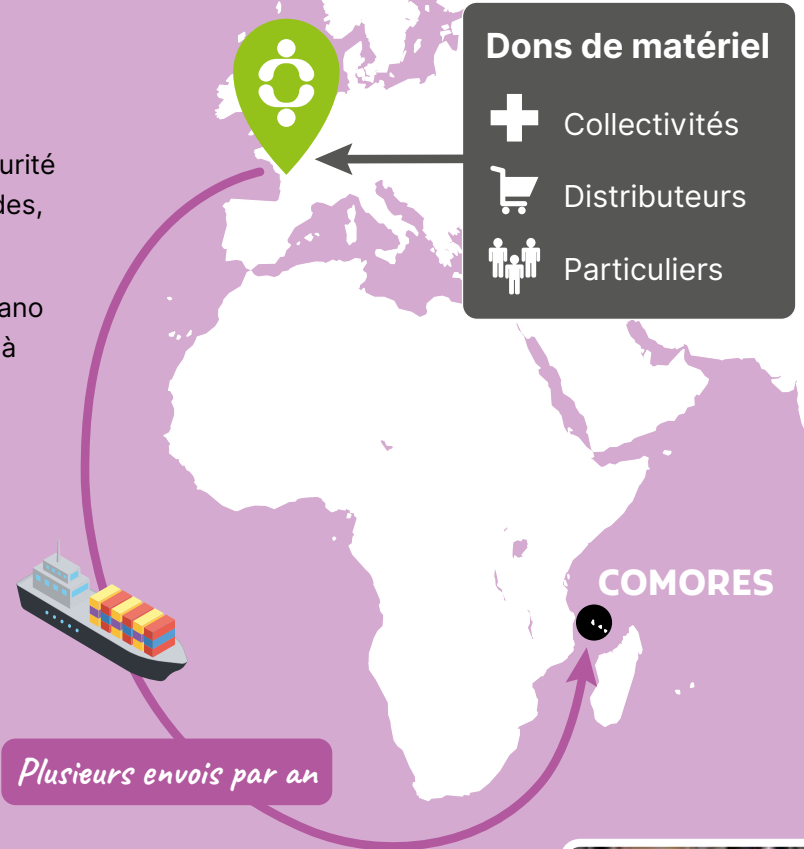 Dons de matériel
Collectivités
Distributeurs
Particuliers
à
COMORES
Plusieurs envois par an